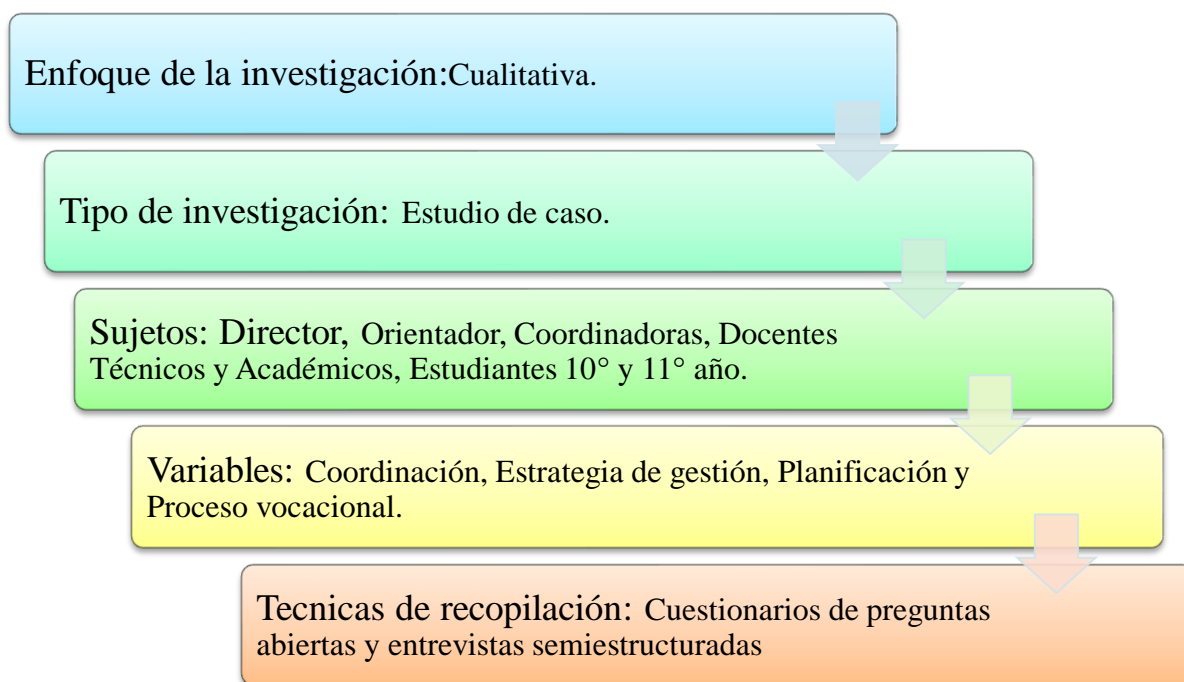 Enfoque de la investigación:Cualitativa.
Tipo de investigación: Estudio de caso.
Sujetos: Director, Orientador, Coordinadoras, Docentes
Técnicos y Académicos, Estudiantes 10° y 11° año.
Variables: Coordinación, Estrategia de gestión, Planificación y
Proceso vocacional.
Tecnicas de recopilación: Cuestionarios de preguntas
abiertas y entrevistas semiestructuradas